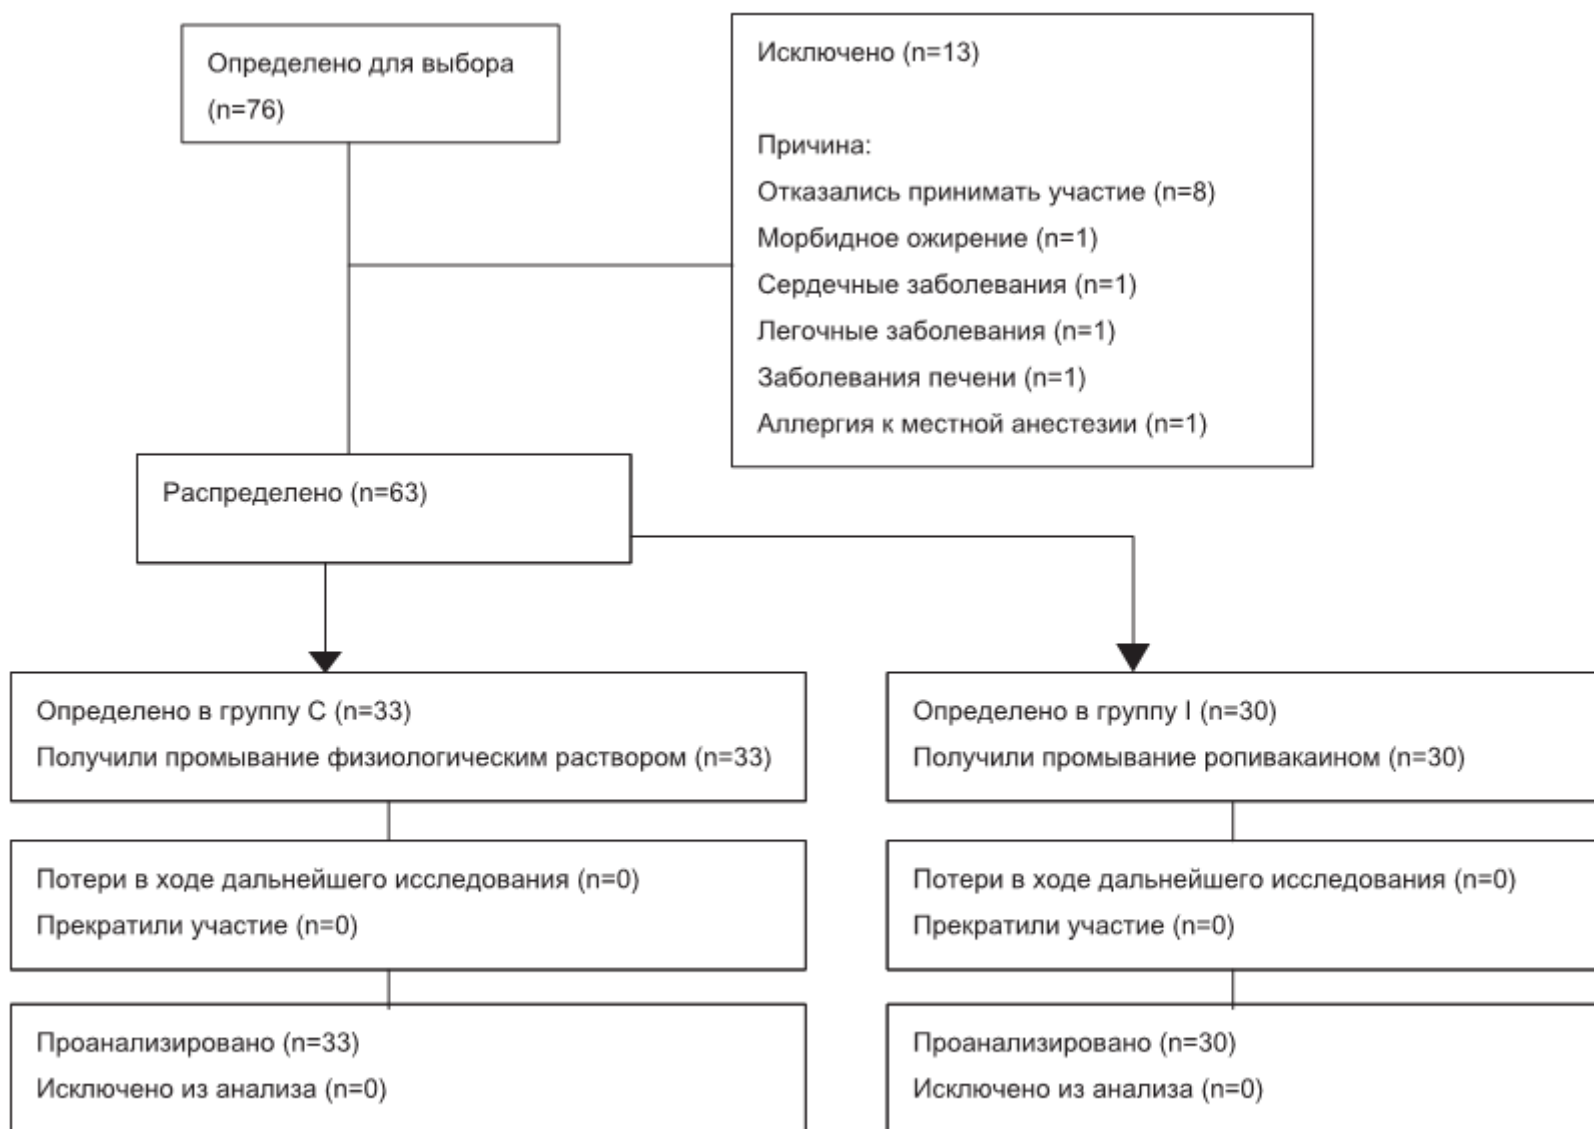 Определено для выбора
(n=76)
Исключено (n=13)
Причина:
Отказались принимать участие (n=8)
Морбидное ожирение (n=1)
Сердечные заболевания (n=1)
Легочные заболевания (n=1)
Заболевания печени (n=1)
Аллергия к местной анестезии (n=1)
Распределено (n=63)
Определено в группу С (n=33)
Получили промывание физиологическим раствором (n=33)
Определено в группу I (n=30)
Получили промывание ропивакаином (n=30)
Потери в ходе дальнейшего исследования (n=0)
Прекратили участие (n=0)
Потери в ходе дальнейшего исследования (n=0)
Прекратили участие (n=0)
Проанализировано (n=33)
Исключено из анализа (n=0)
Проанализировано (n=30)
Исключено из анализа (n=0)